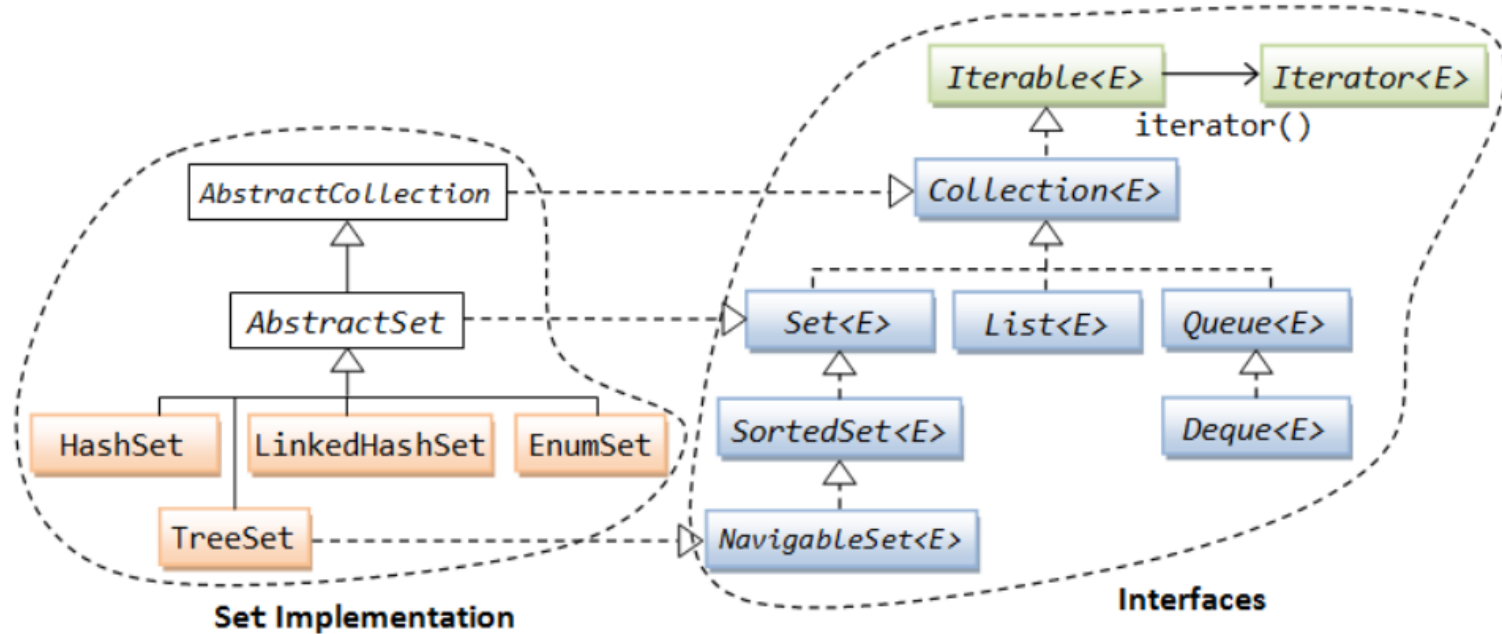 Iterable<E>
Iterator<E>
iterator()
AbstractCollection
Collection<E>
AbstractSet
Set<E>
List<E>
Queue<E>
HashSet
LinkedHashSet
EnumSet
SortedSet<E>
Deque<E>
TreeSet
NavigableSet<E>
Set Implementation
Interfaces